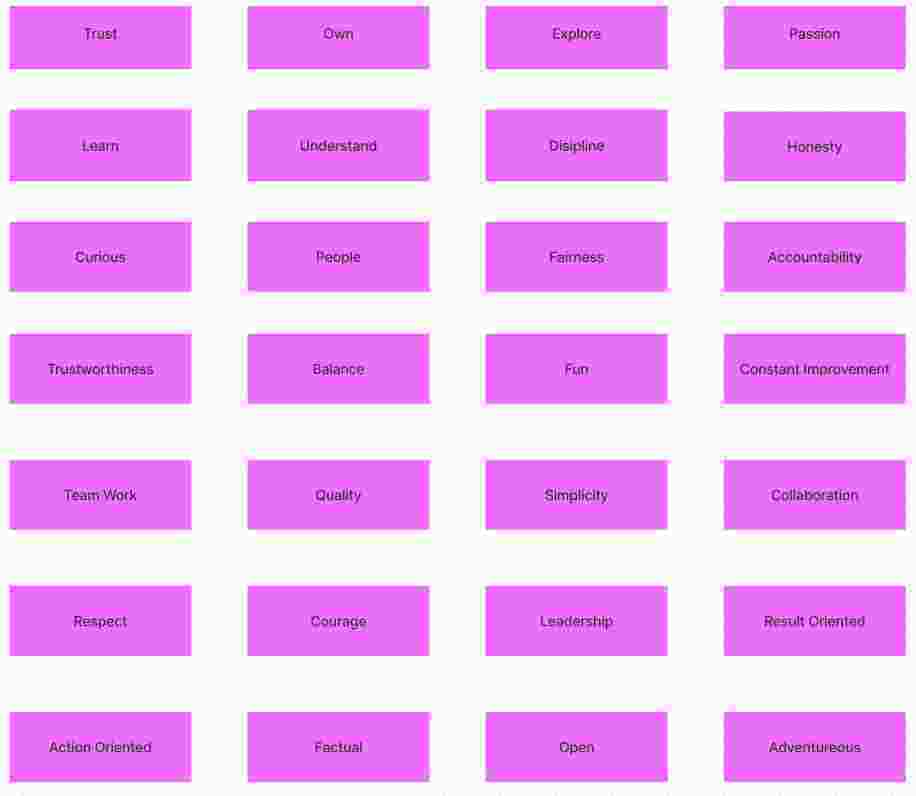 Trust
Own
Explore
Passion
Learn
Understand
Disipline
Honesty
Curious
People
Fairness
Accountability
Trustworthiness
Balance
Fun
Constant Improvement
Team Work
Quality
Simplicity
Collaboration
Respect
Courage
Leadership
Result Oriented
Action Oriented
Factual
Open
Adventureous